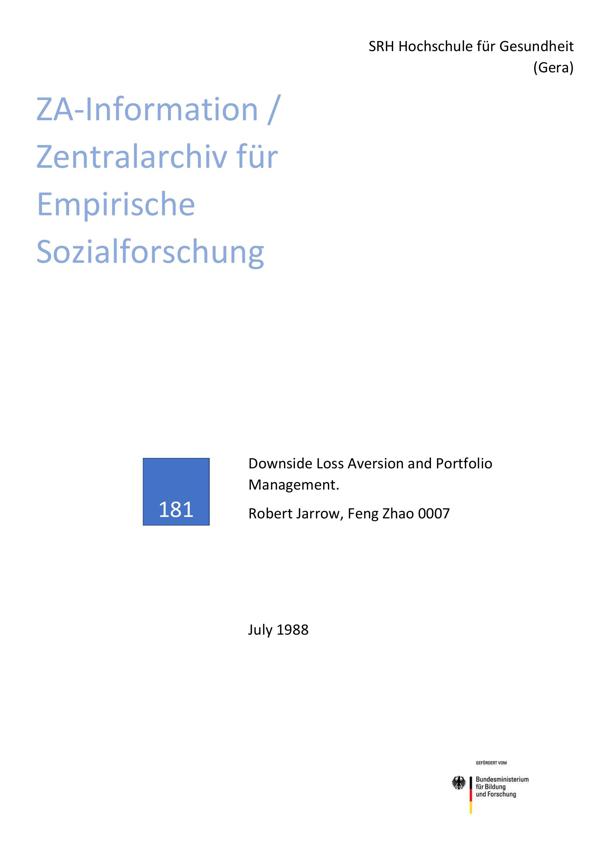 SRH Hochschule für Gesundheit
(Gera)
ZA-Information /
Zentralarchiv für
Empirische
Sozialforschung
181
Downside Loss Aversion and Portfolio
Management.
Robert Jarrow, Feng Zhao 0007
July 1988
GEFÖRDERT VOM
Bundesministerium
für Bildung
und Forschung